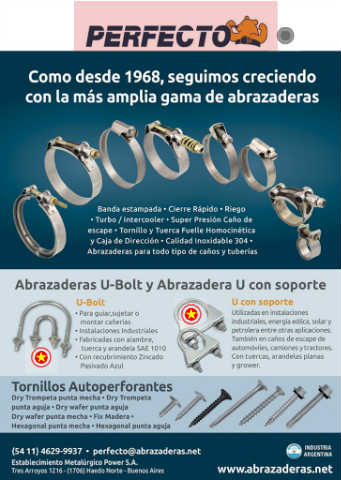 PERFECTO
Como desde 1968, seguimos creciendo
con la más amplia gama de abrazaderas
Banda estampada • Cierre Rápido • Riego
• Turbo / Intercooler • Super Presión Caño de
escape • Tornillo y Tuerca Fuelle Homocinética
y Caja de Dirección • Calidad Inoxidable 304 •
Abrazaderas para todo tipo de caños y tuberías
Abrazaderas U-Bolt y Abrazadera U con soporte
U-Bolt
• Para guiar,sujetar o
montar cañerías
• Instalaciones Industriales
• Fabricadas con alambre,
tuerca y arandela SAE 1010
• Con recubrimiento Zincado
Pasivado Azul
U con soporte
Utilizadas en instalaciones
industriales, energía eólica, solar y
petrolera entre otras aplicaciones.
También en caños de escape de
automóviles, camiones y tractores.
Con tuercas, arandelas planas
y grower.
Tornillos Autoperforantes
Dry Trompeta punta mecha • Dry Trompeta
punta aguja • Dry wafer punta aguja
Dry wafer punta mecha • Fix Madera •
Hexagonal punta mecha • Hexagonal punta aguja
(54 11) 4629-9937 • perfecto@abrazaderas.net
Establecimiento Metalúrgico Power S.A.
Tres Arroyos 1216 - (1706) Haedo Norte - Buenos Aires
INDUSTRIA
ARGENTINA
www.abrazaderas.net